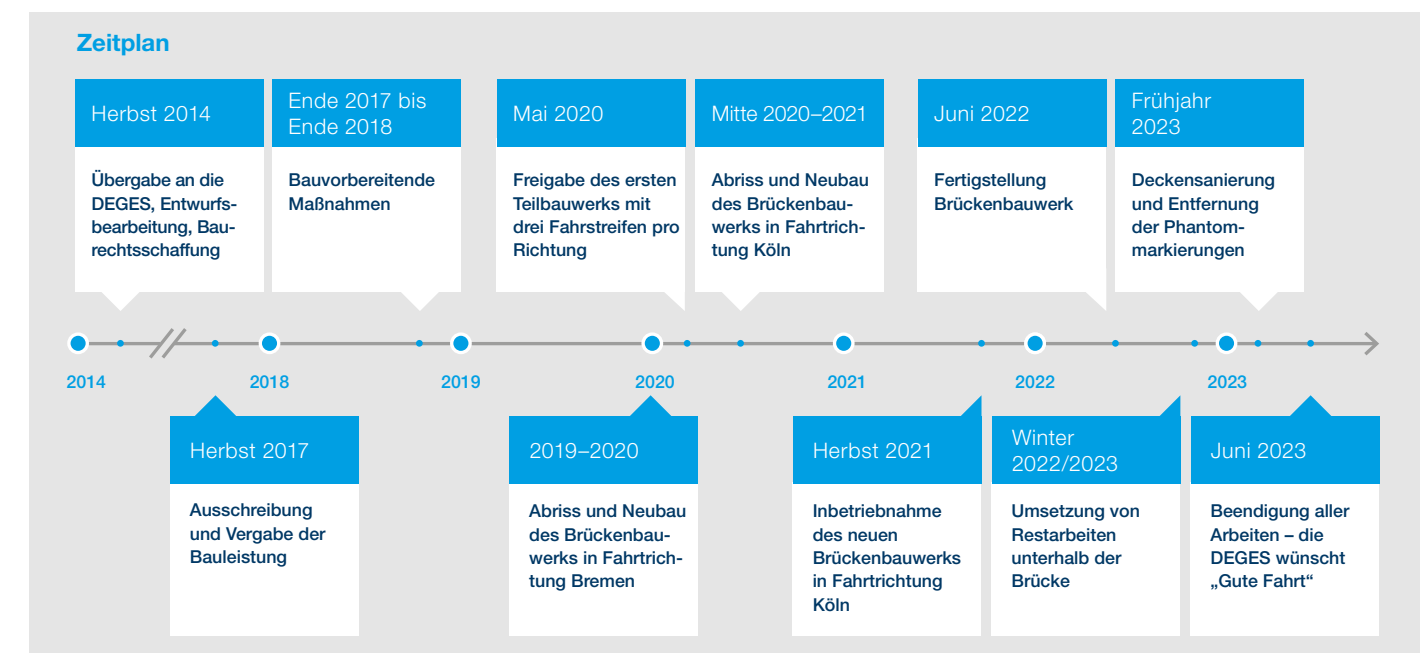 Zeitplan
Herbst 2014
Übergabe an die
DEGES, Entwurfs-
bearbeitung, Bau-
rechtsschaffung
Ende 2017 bis
Ende 2018
Bauvorbereitende
Maßnahmen
Mai 2020
Freigabe des ersten
Teilbauwerks mit
drei Fahrstreifen pro
Richtung
Mitte 2020–2021
Abriss und Neubau
des Brückenbau-
werks in Fahrtrich-
tung Köln
Juni 2022
Fertigstellung
Brückenbauwerk
Frühjahr
2023
Deckensanierung
und Entfernung
der Phantom-
markierungen
2014
2018
2019
2020
2021
2022
2023
Herbst 2017
Ausschreibung
und Vergabe der
Bauleistung
2019–2020
Abriss und Neubau
des Brückenbau-
werks in Fahrtrich-
tung Bremen
Herbst 2021
Inbetriebnahme
des neuen
Brückenbauwerks
in Fahrtrichtung
Köln
Winter
2022/2023
Umsetzung von
Restarbeiten
unterhalb der
Brücke
Juni 2023
Beendigung aller
Arbeiten – die
DEGES wünscht
„Gute Fahrt“